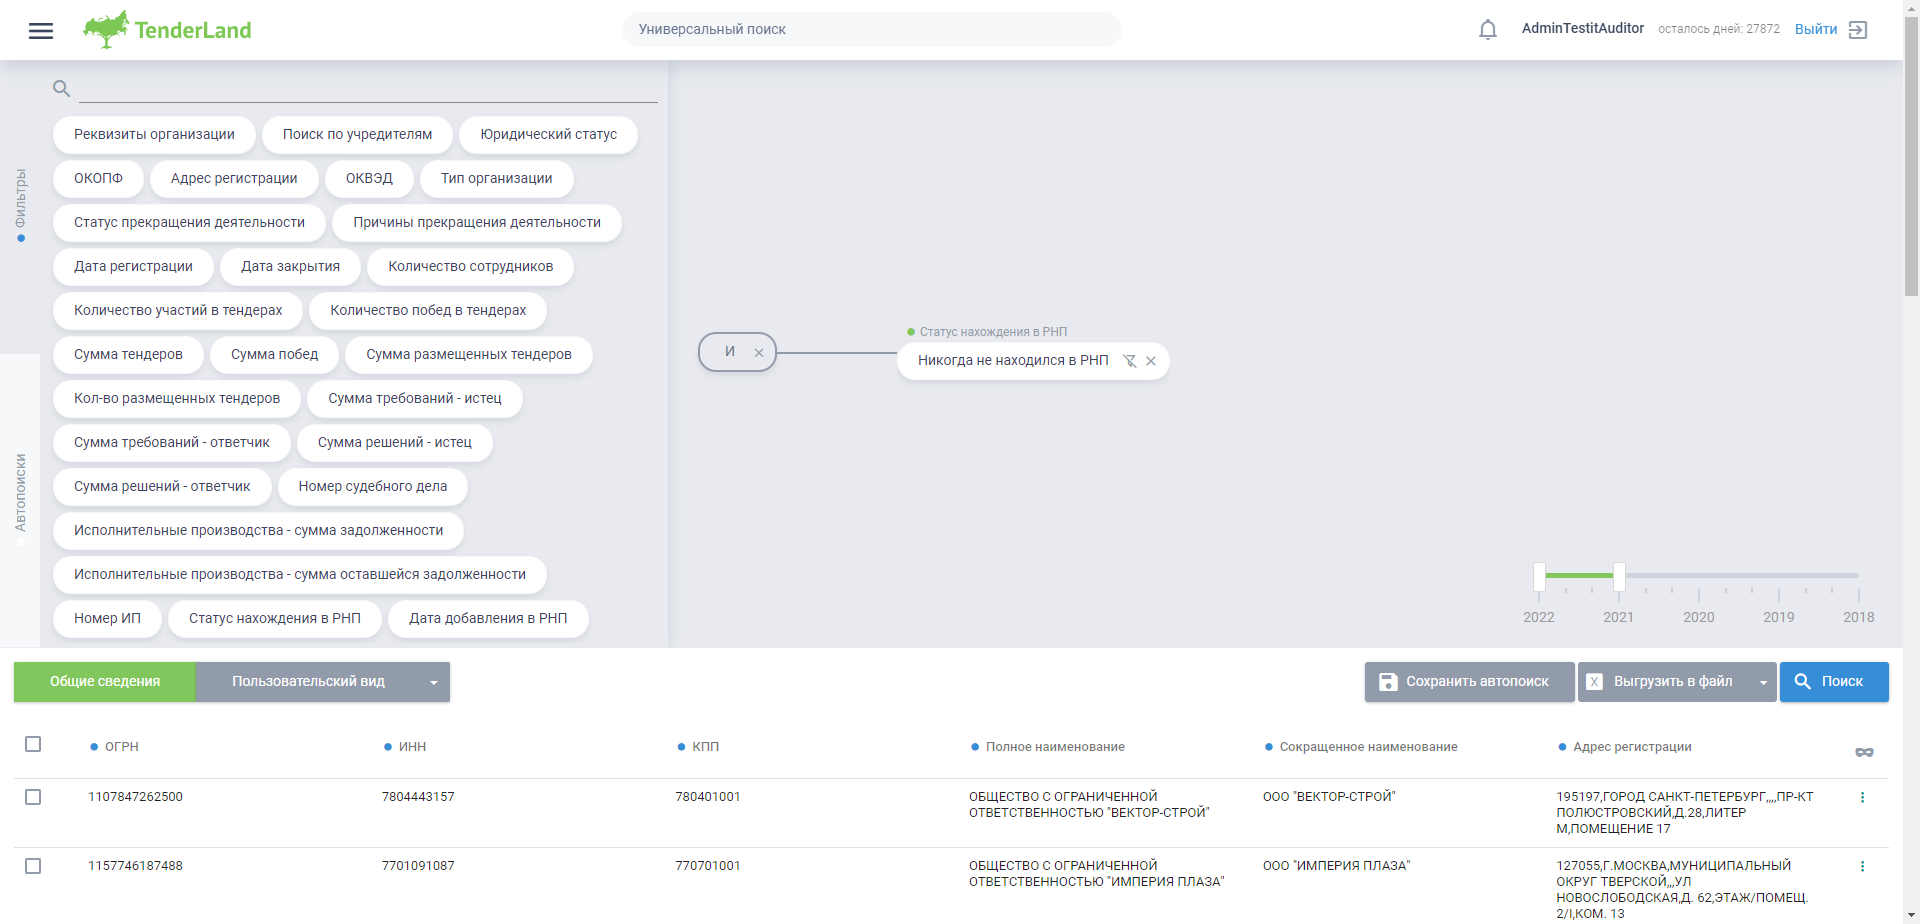 TenderLand
Универсальный поиск
AdminTestitAuditor
осталось дней: 27872
Выйти
Фильтры
Автопоиски
Реквизиты организации
Поиск по учредителям
Юридический статус
ОКОПФ
Адрес регистрации
ОКВЭД
Тип организации
Статус прекращения деятельности
Причины прекращения деятельности
Дата регистрации
Дата закрытия
Количество сотрудников
Количество участий в тендерах
Количество побед в тендерах
Сумма тендеров
Сумма побед
Сумма размещенных тендеров
Кол-во размещенных тендеров
Сумма требований - истец
Сумма требований - ответчик
Сумма решений - истец
Сумма решений - ответчик
Номер судебного дела
Исполнительные производства - сумма задолженности
Исполнительные производства - сумма оставшейся задолженности
Номер ИП
Статус нахождения в РНП
Дата добавления в РНП
И
Статус нахождения в РНП
Никогда не находился в РНП
2022 2021 2020 2019 2018
Общие сведения
Пользовательский вид
Сохранить автопоиск
X Выгрузить в файл
Поиск
ОГРН
ИНН
КПП
Полное наименование
Сокращенное наименование
Адрес регистрации
1107847262500
7804443157
780401001
ОБЩЕСТВО С ОГРАНИЧЕННОЙ
ОТВЕТСТВЕННОСТЬЮ "ВЕКТОР-СТРОЙ"
ООО "ВЕКТОР-СТРОЙ"
195197,ГОРОД САНКТ-ПЕТЕРБУРГ,,,,ПР-КТ
ПОЛЮСТРОВСКИЙ,Д.28,ЛИТЕР
М,ПОМЕЩЕНИЕ 17
1157746187488
7701091087
770701001
ОБЩЕСТВО С ОГРАНИЧЕННОЙ
ОТВЕТСТВЕННОСТЬЮ "ИМПЕРИЯ ПЛАЗА"
ООО "ИМПЕРИЯ ПЛАЗА"
127055,Г.МОСКВА,МУНИЦИПАЛЬНЫЙ
ОКРУГ ТВЕРСКОЙ,,,УЛ
НОВОСЛОБОДСКАЯ,Д. 62,ЭТАЖ/ПОМЕЩ.
2/I,КОМ. 13